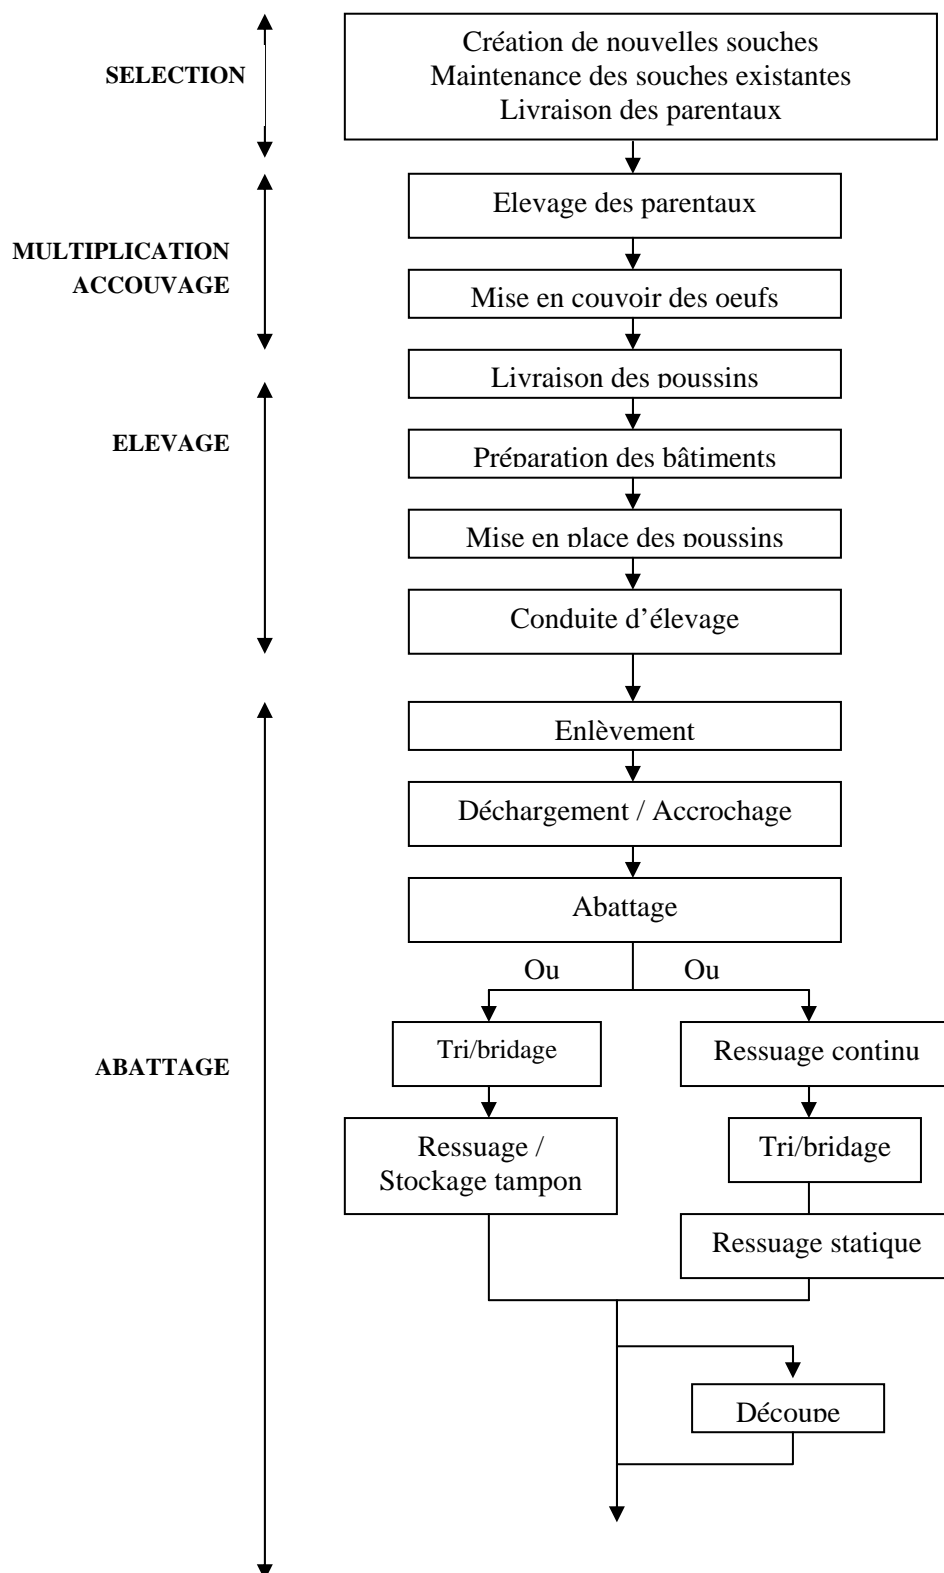 SELECTION
Création de nouvelles souches
Maintenance des souches existantes
Livraison des parentaux
MULTIPLICATION
ACCOUVAGE
Elevage des parentaux
Mise en couvoir des oeufs
Livraison des poussins
ELEVAGE
Préparation des bâtiments
Mise en place des poussins
Conduite d’élevage
Enlèvement
Déchargement / Accrochage
Abattage
Ou
Ou
ABATTAGE
Tri/bridage
Ressuage continu
Ressuage /
Stockage tampon
Tri/bridage
Ressuage statique
Découpe